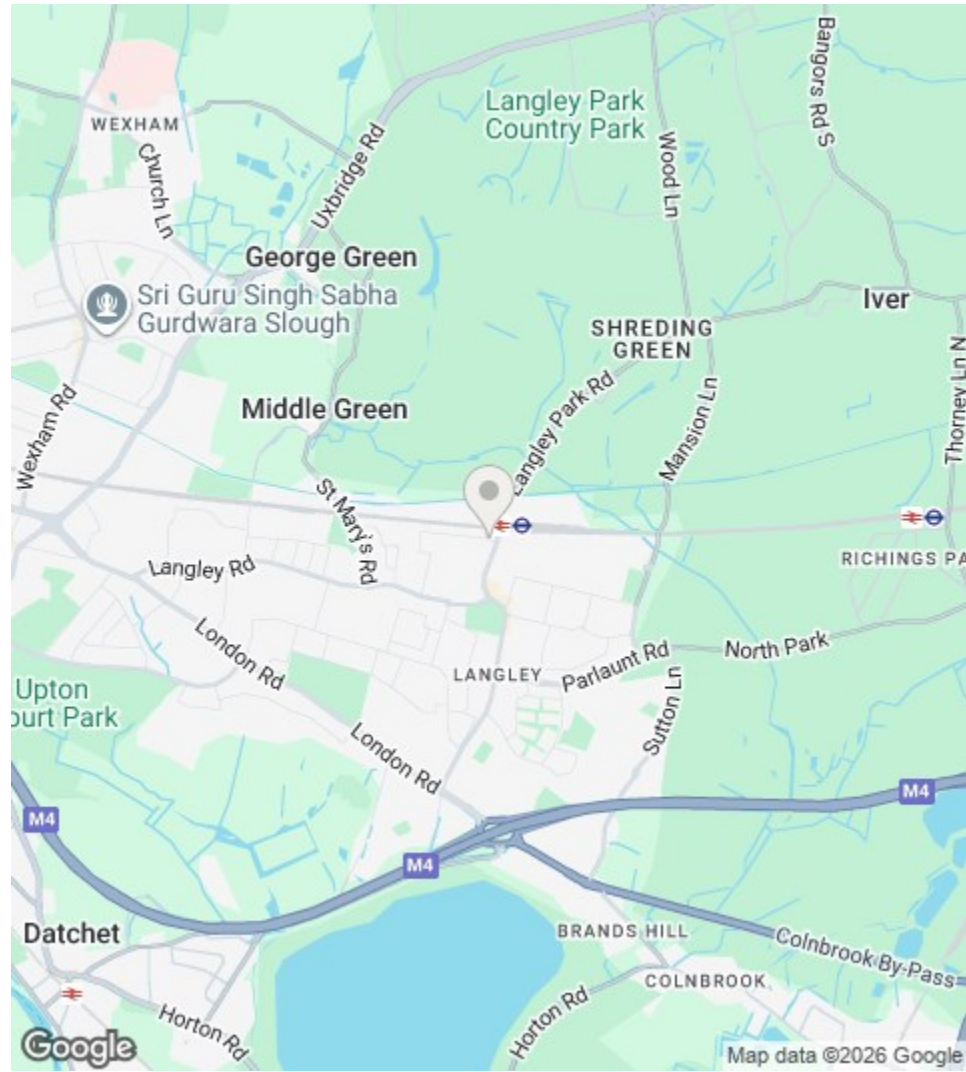 Langley Park
Country Park
Bangors Rd S
WEXHAM
Church Ln
Uxbridge Rd
Wood Ln
George Green
Sri Guru Singh Sabha
Gurdwara Slough
Iver
SHREDING
GREEN
Thorney Ln N
Middle Green
Wexham Rd
Langley Park Rd
Mansion Ln
St Mary's Rd
Langley Rd
RICHINGS PA
London Rd
North Park
Parlaunt Rd
LANGLEY
Upton
ourt Park
Sutton Ln
London Rd
M4
M4
M4
Datchet
BRANDS HILL
Colnbrook By-Pass
COLNBROOK
Horton Rd
Horton Rd
Google
Map data ©2026 Google